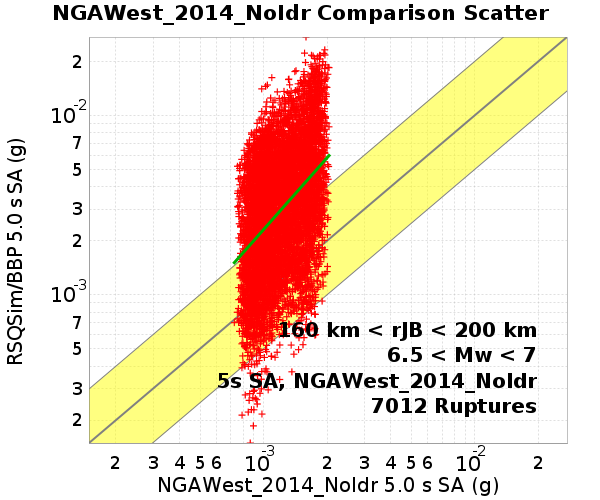 NGAWest_2014_NoIdr Comparison Scatter
RSQSim/BBP 5.0 s SA (g)
2
10-2
7
5
3
2
10-3
7
5
3
2
160 km < rJB < 200 km
6.5 < Mw < 7
5s SA, NGAWest_2014_NoIdr
7012 Ruptures
2 3 4 5 6 10-3 2 3 4 5 6 10-2 2
NGAWest_2014_NoIdr 5.0 s SA (g)